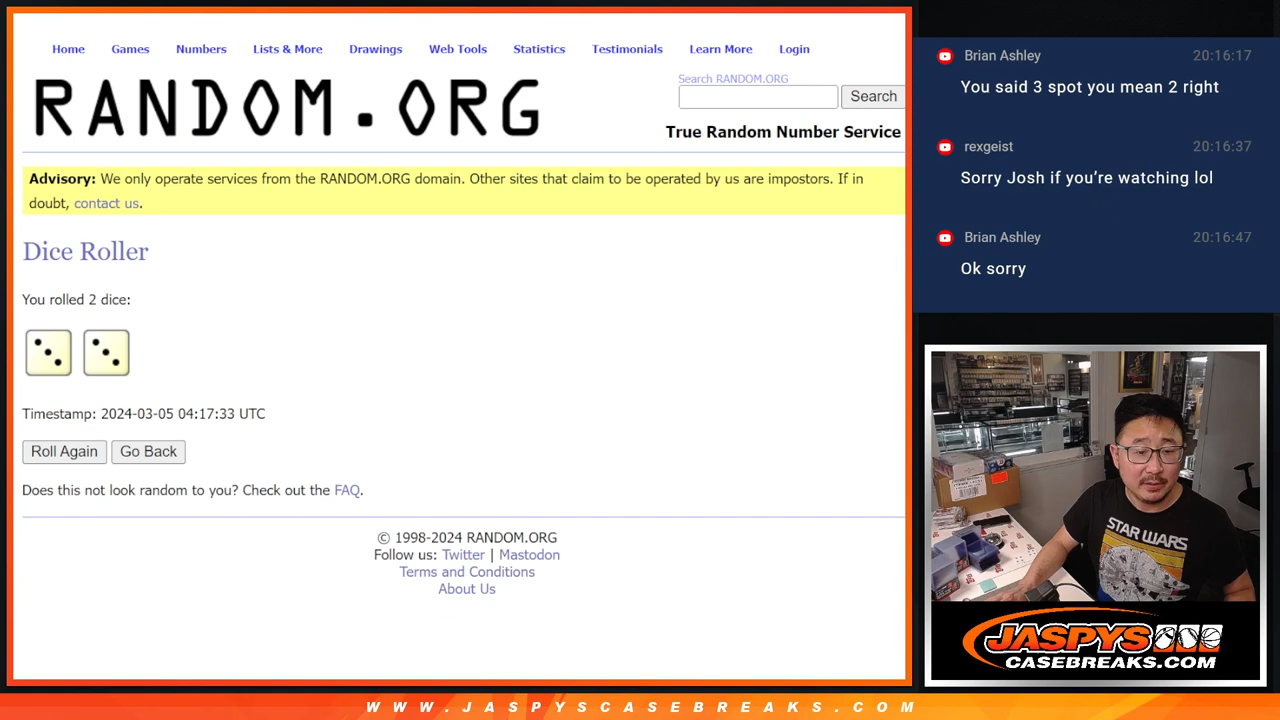 Home Games Numbers Lists & More Drawings Web Tools Statistics Testimonials Learn More Login
RANDOM.ORG
Search RANDOM.ORG
Search
True Random Number Service
Advisory: We only operate services from the RANDOM.ORG domain. Other sites that claim to be operated by us are impostors. If in
doubt, contact us.
Dice Roller
You rolled 2 dice:
Timestamp: 2024-03-05 04:17:33 UTC
Roll Again Go Back
Does this not look random to you? Check out the FAQ.
© 1998-2024 RANDOM.ORG
Follow us: Twitter | Mastodon
Terms and Conditions
About Us
Brian Ashley 20:16:17
You said 3 spot you mean 2 right
rexgeist 20:16:37
Sorry Josh if you’re watching lol
Brian Ashley 20:16:47
Ok sorry
STAR WARS
JASPYS
CASEBREAKS.COM
WWW.JASPYSCASEBREAKS.COM